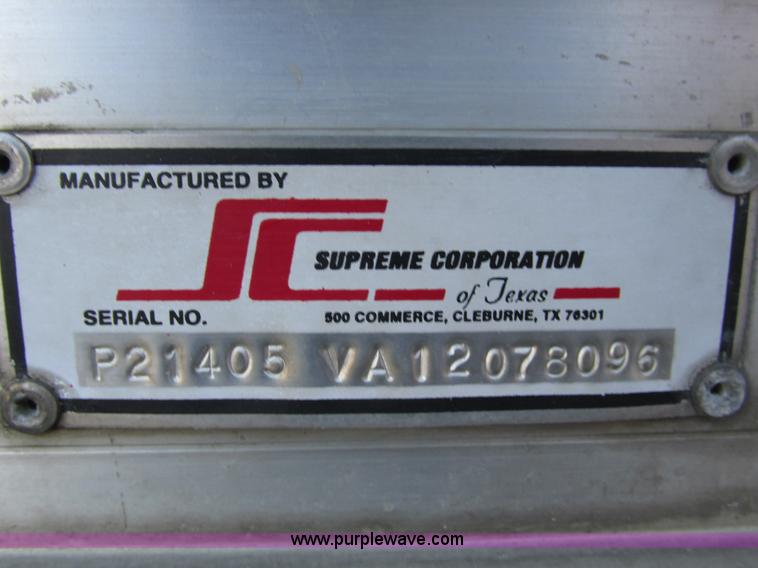 MANUFACTURED BY
SC
SUPREME CORPORATION
of Texas
SERIAL NO.
500 COMMERCE, CLEBURNE, TX 76301
P21405 VA12078096
www.purplewave.com